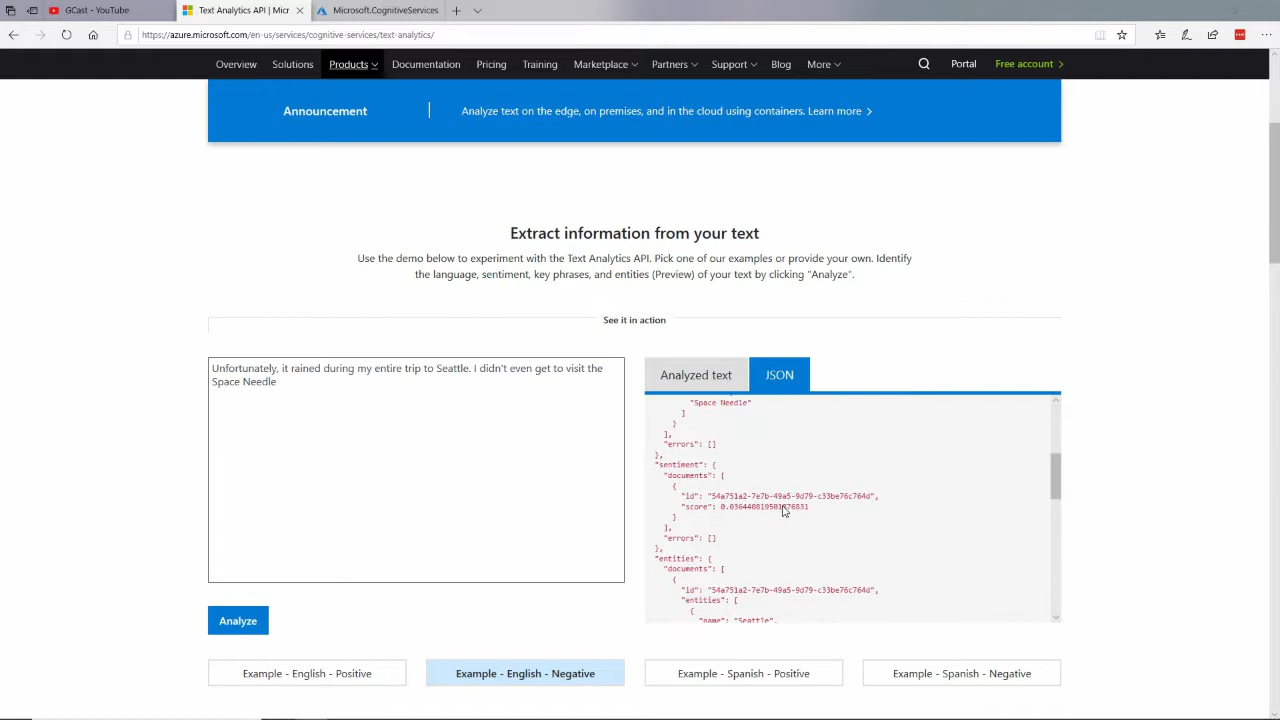 GCast - YouTube
Text Analytics API | Micr
Microsoft.CognitiveServices
https://azure.microsoft.com/en-us/services/cognitive-services/text-analytics/
Overview Solutions Products Documentation Pricing Training Marketplace Partners Support Blog More Portal Free account
Announcement Analyze text on the edge, on premises, and in the cloud using containers. Learn more
Extract information from your text
Use the demo below to experiment with the Text Analytics API. Pick one of our examples or provide your own. Identify
the language, sentiment, key phrases, and entities (Preview) of your text by clicking "Analyze".
See it in action
Unfortunately, it rained during my entire trip to Seattle. I didn't even get to visit the
Space Needle
Analyzed text JSON
"Space Needle"
]
}
],
"errors": []
},
"sentiment": {
"documents": [
{
"id": "54a751a2-7e7b-49a5-9d79-c33be76c764d",
"score":
}
],
"errors": []
},
"entities": {
"documents": [
{
"id": "54a751a2-7e7b-49a5-9d79-c33be76c764d",
"entities": [
{
"name": "Seattle",
Analyze
Example - English - Positive
Example - English - Negative
Example - Spanish - Positive
Example - Spanish - Negative